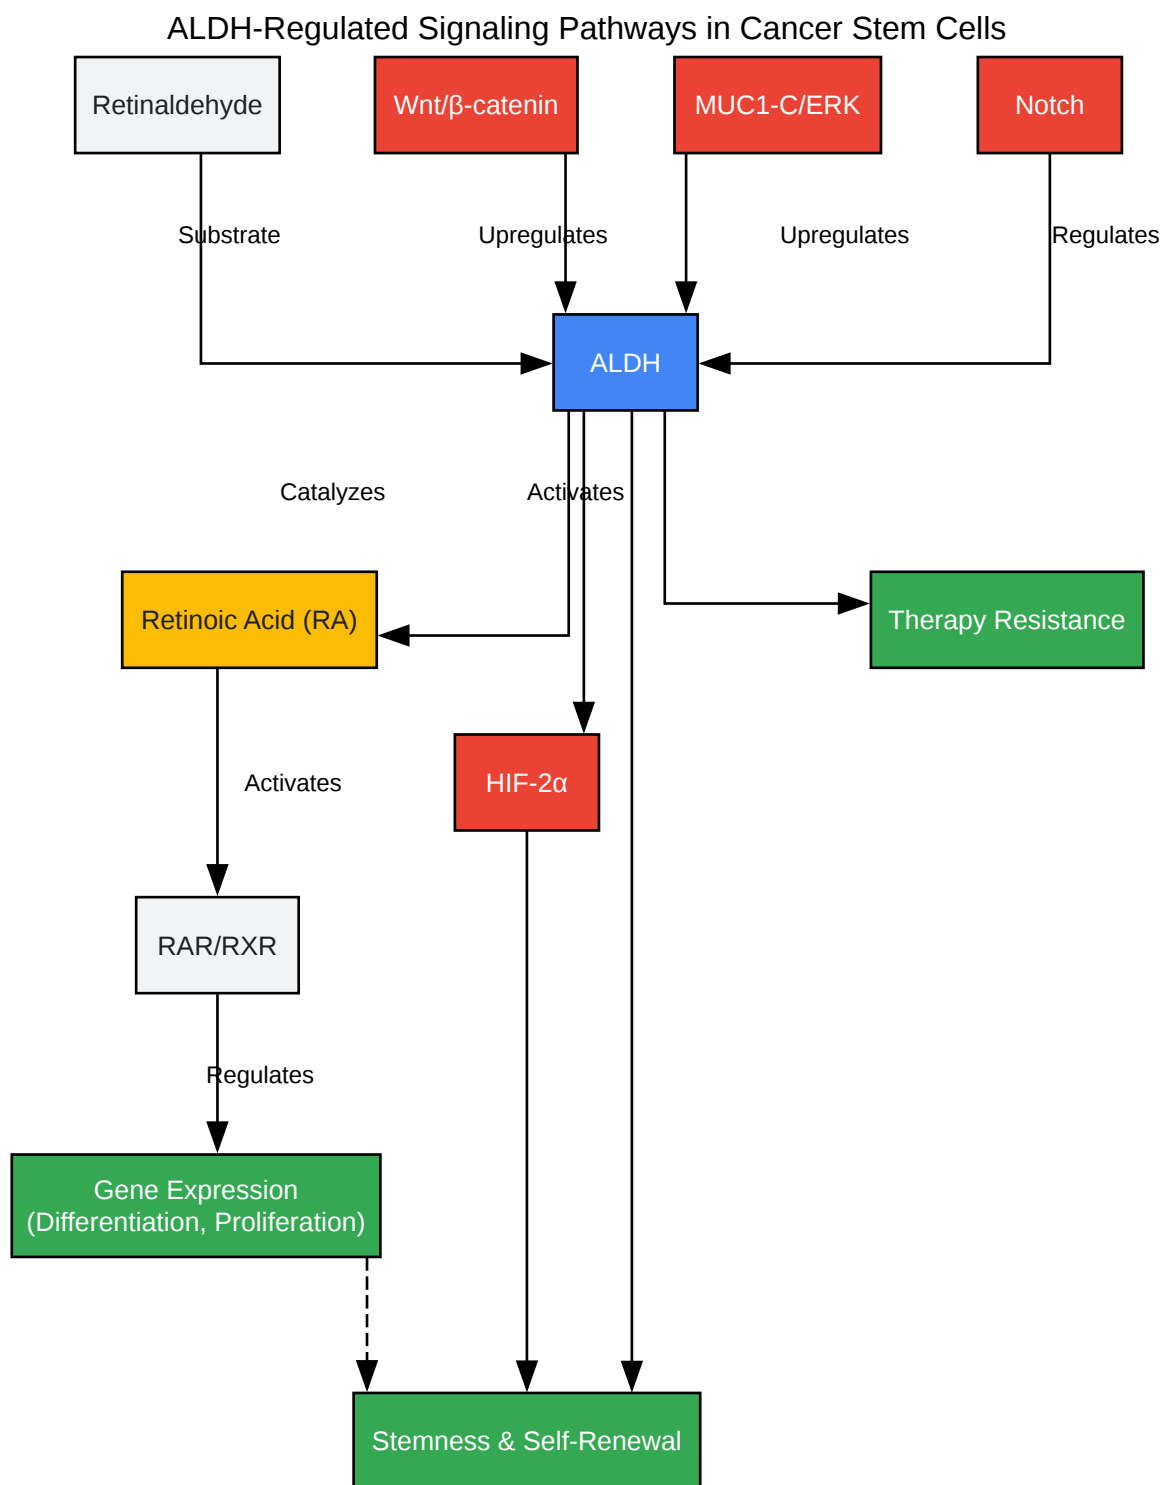 ALDH-Regulated Signaling Pathways in Cancer Stem Cells
Retinaldehyde
Wnt/β-catenin
MUC1-C/ERK
Notch
Substrate
Upregulates
Upregulates
Regulates
ALDH
Catalyzes
Activates
Retinoic Acid (RA)
Therapy Resistance
Activates
HIF-2α
RAR/RXR
Regulates
Gene Expression
(Differentiation, Proliferation)
Stemness & Self-Renewal